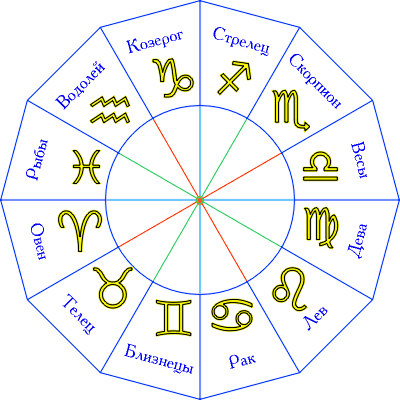 Козерог
Стрелец
Скорпион
Весы
Дева
Лев
Рак
Близнецы
Телец
Овен
Рыбы
Водолей